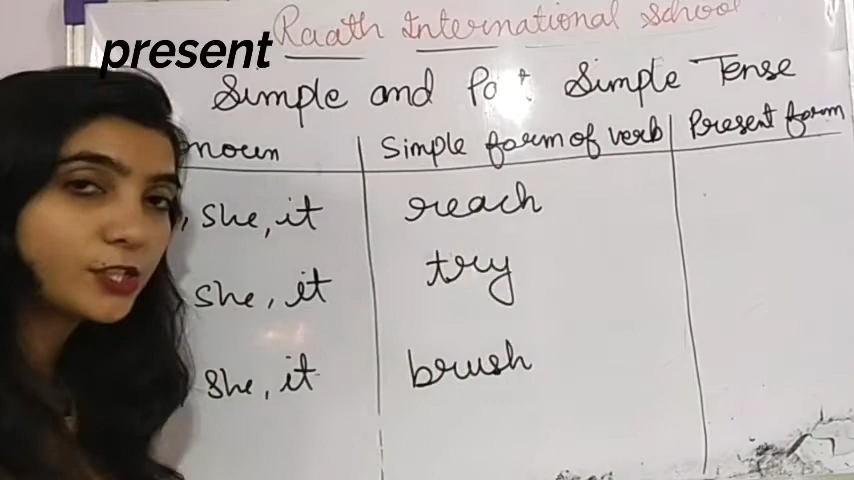 Raath International School
present
Simple and Past Simple Tense
noun Simple form of verb Present form
, she, it reach
she, it try
she, it brush